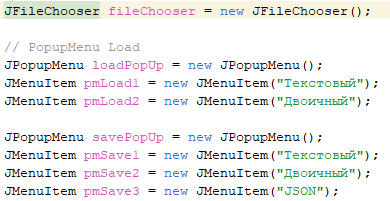 JFileChooser fileChooser = new JFileChooser();
// PopupMenu Load
JPopupMenu loadPopUp = new JPopupMenu();
JMenuItem pmLoad1 = new JMenuItem("Текстовый");
JMenuItem pmLoad2 = new JMenuItem("Двоичный");
JPopupMenu savePopUp = new JPopupMenu();
JMenuItem pmSave1 = new JMenuItem("Текстовый");
JMenuItem pmSave2 = new JMenuItem("Двоичный");
JMenuItem pmSave3 = new JMenuItem("JSON");